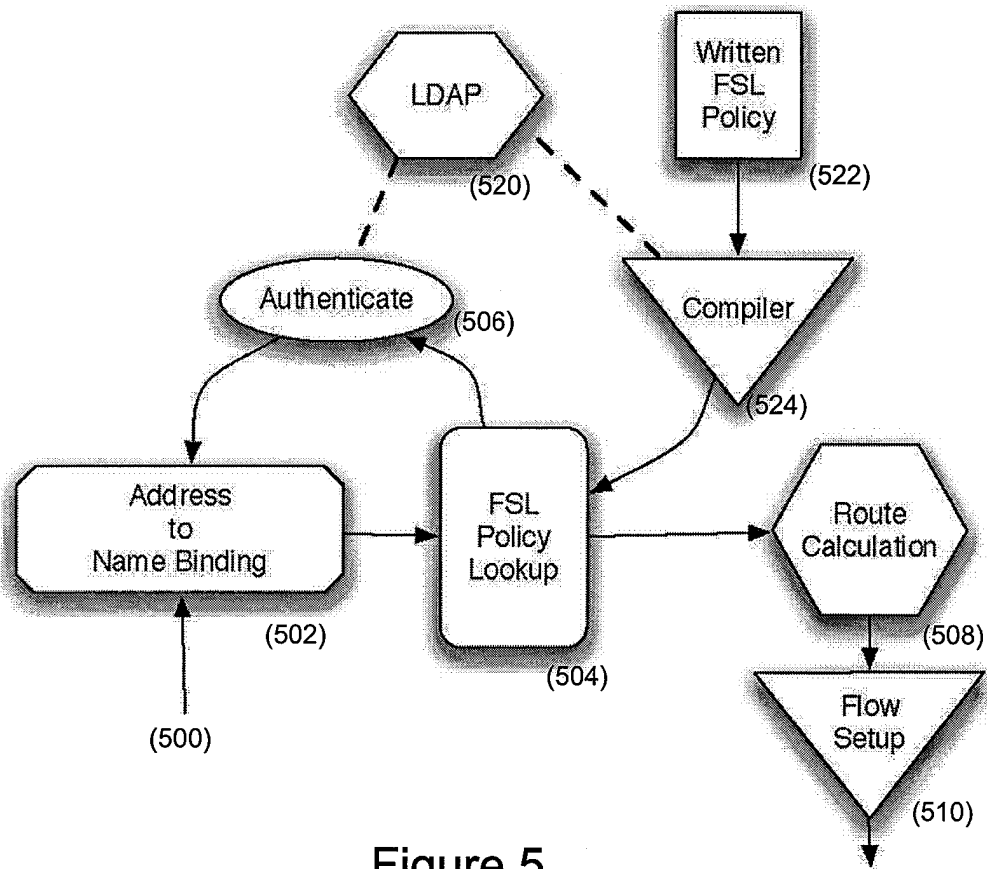 LDAP
(520)
Written
FSL
Policy
(522)
Authenticate
(506)
Compiler
(524)
Address
to
Name Binding
(502)
FSL
Policy
Lookup
(504)
Route
Calculation
(508)
(500)
Flow
Setup
(510)
Figure 5